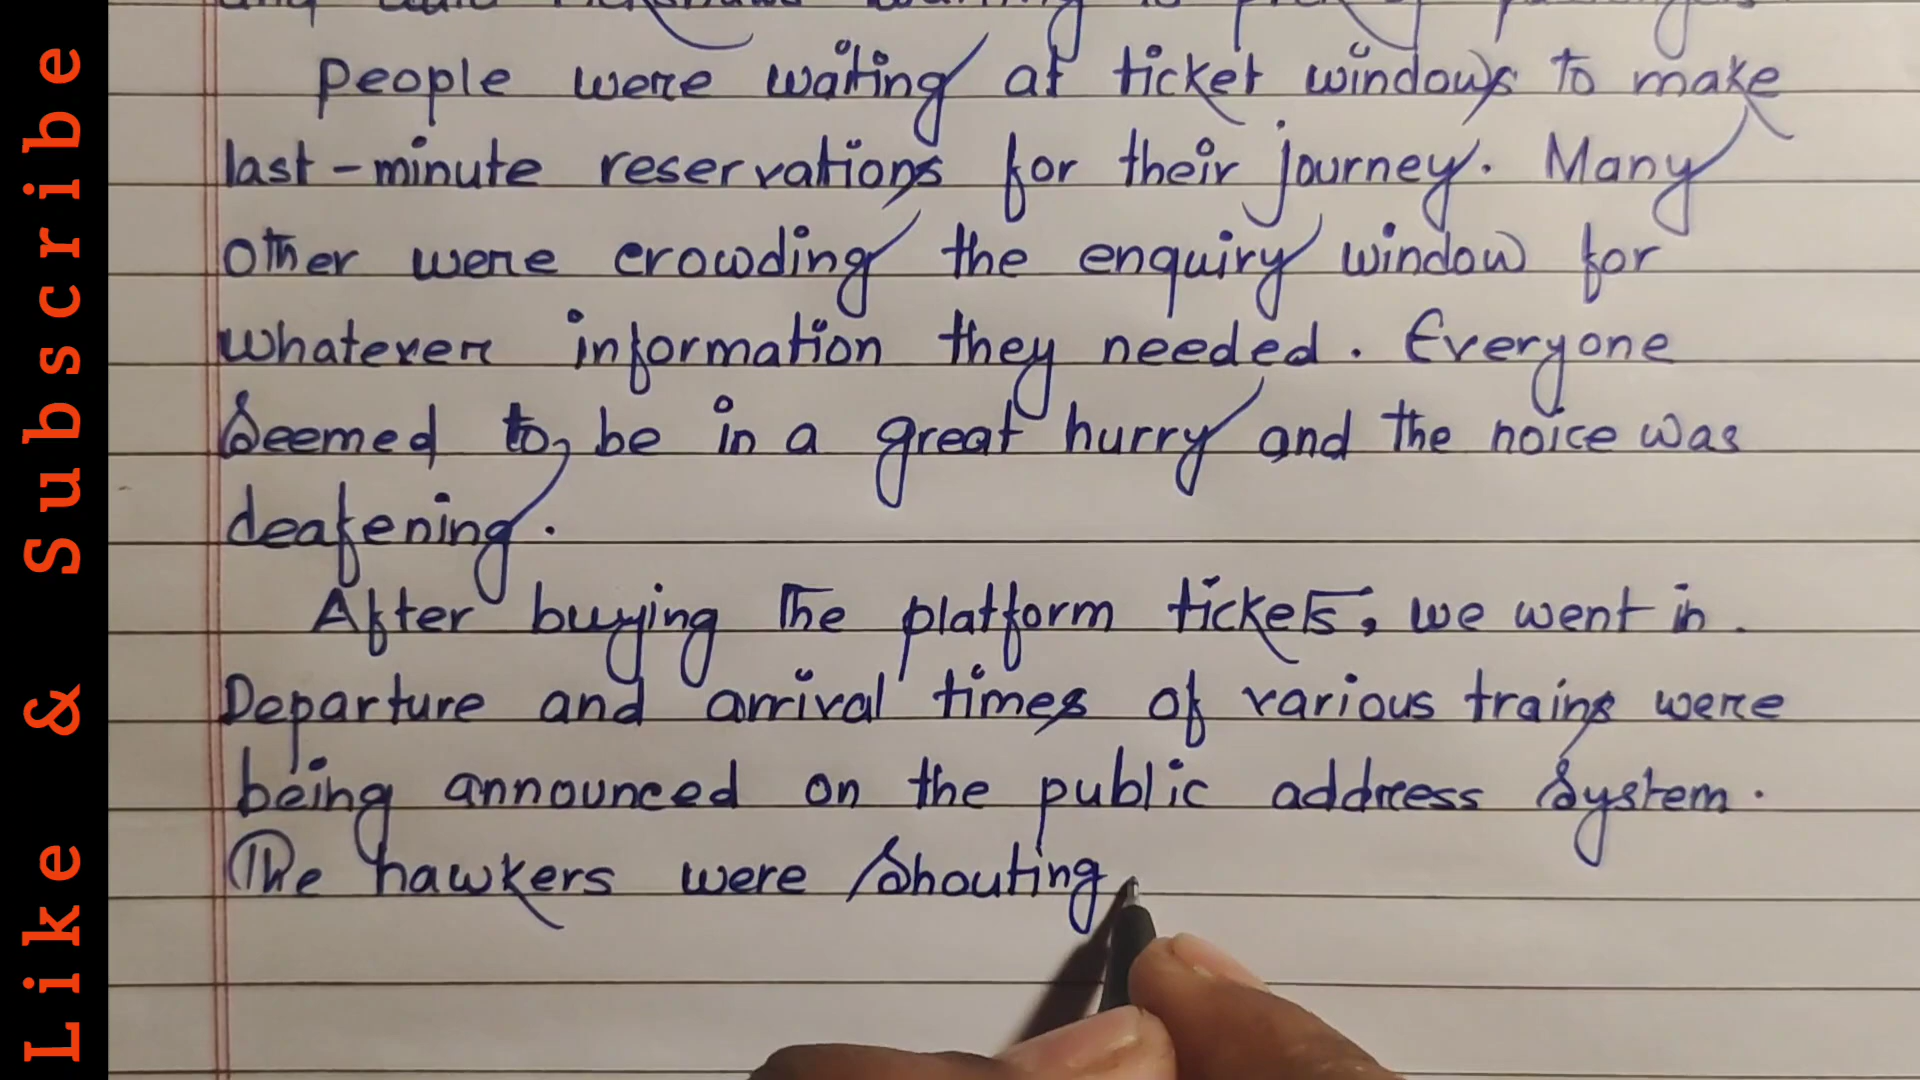 People were waiting at ticket windows to make
last-minute reservations for their journey. Many
other were crowding the enquiry window for
whatever information they needed. Everyone
seemed to be in a great hurry and the noice was
deafening.
After buying the platform tickets, we went in.
Departure and arrival times of various trains were
being announced on the public address system.
The hawkers were shouting
Like & Subscribe